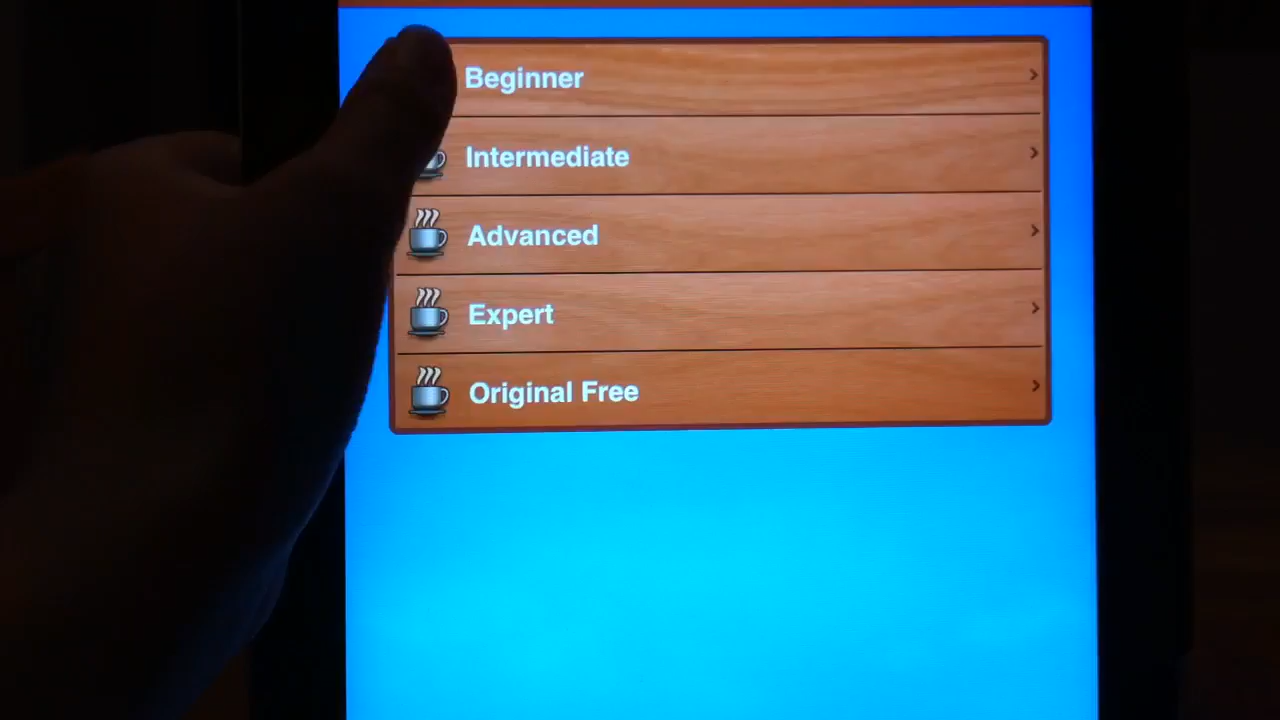 Beginner
Intermediate
Advanced
Expert
Original Free